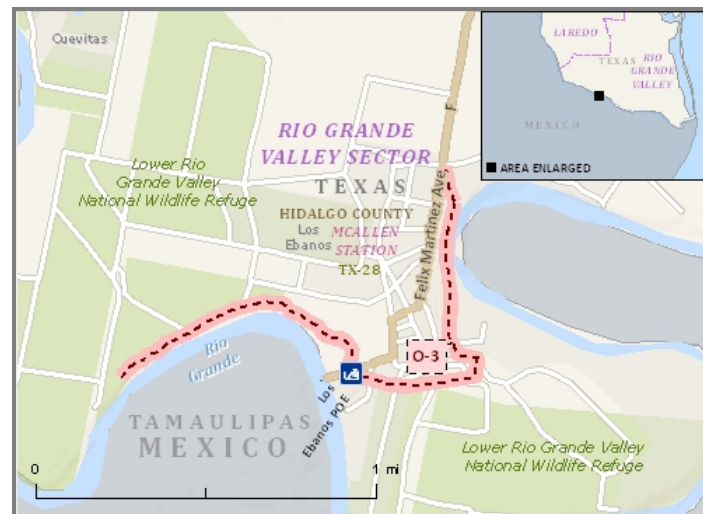 Cuevitas
LAREDO
TEXAS
RIO
GRANDE
VALLEY
MEXICO
AREA ENLARGED
F
RIO GRANDE
VALLEY SECTOR
TEXAS
HIDALGO COUNTY
Los
Ebanos
MCALLEN
STATION
TX-28
Lower Rio
Grande Valley
National Wildlife Refuge
Felix Martinez Ave
Rio
Grande
O-3
Los
Ebanos POE
TAMAULIPAS
MEXICO
Lower Rio Grande Valley
National Wildlife Refuge
0
1 mi